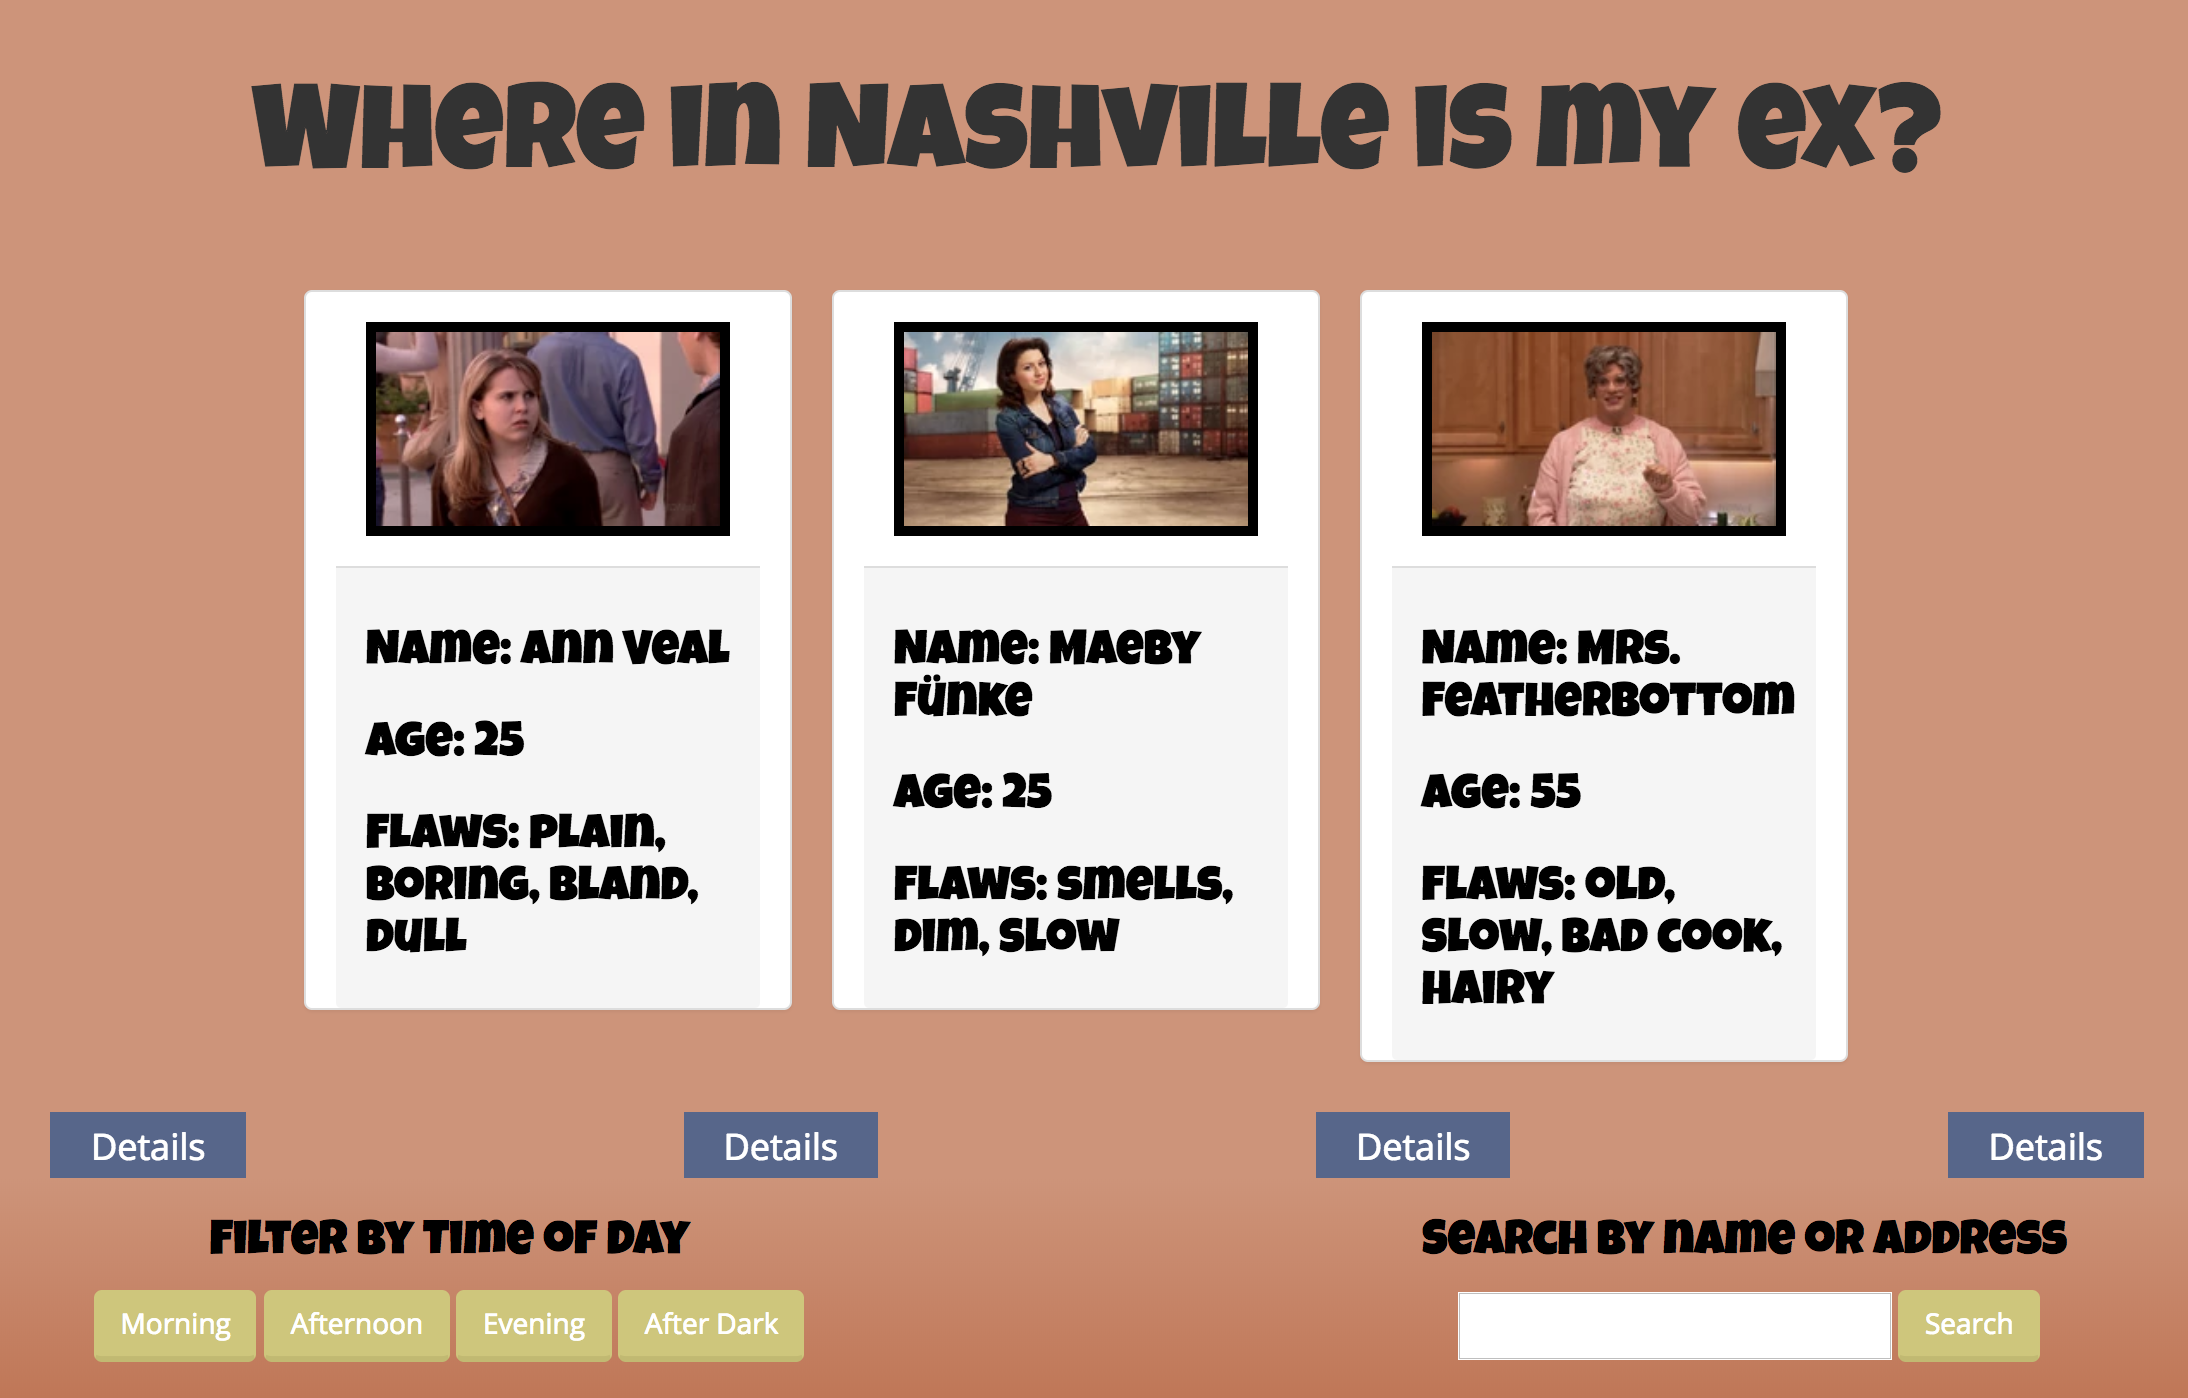 Where in Nashville is my ex?
Name: Ann Veal
Age: 25
Flaws: Plain,
Boring, Bland,
Dull
Name: Maeby
Fünke
Age: 25
Flaws: Smells,
Dim, Slow
Name: Mrs.
Featherbottom
Age: 55
Flaws: Old,
Slow, Bad Cook,
Hairy
Details
Details
Details
Details
Filter by Time of Day
Search by name or address
Morning
Afternoon
Evening
After Dark
Search